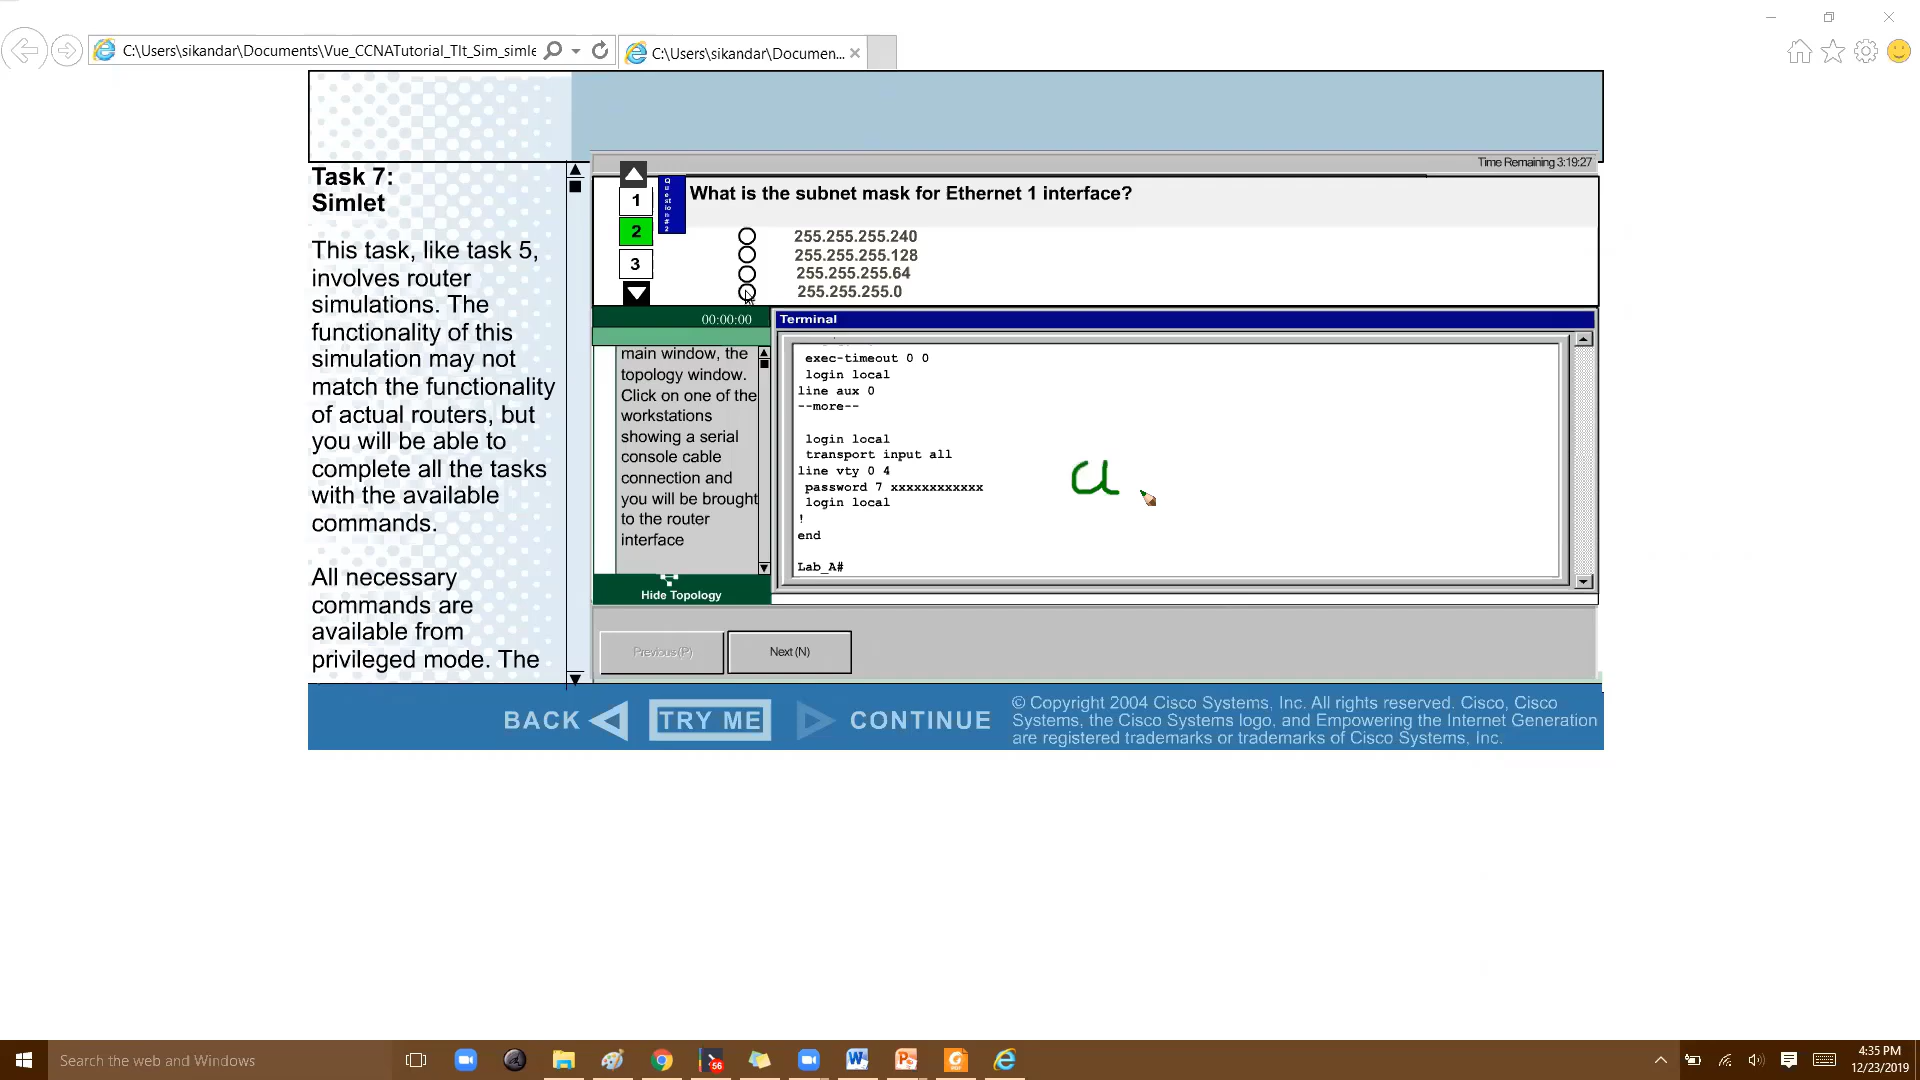 C:\Users\sikandar\Documents\Vue_CCNATutorial_Tlt_Sim_simle
C:\Users\sikandar\Documen...
Time Remaining 3:19:27
Task 7:
Simlet
This task, like task 5,
involves router
simulations. The
functionality of this
simulation may not
match the functionality
of actual routers, but
you will be able to
complete all the tasks
with the available
commands.
All necessary
commands are
available from
privileged mode. The
1
2
3
Question# 2
What is the subnet mask for Ethernet 1 interface?
255.255.255.240
255.255.255.128
255.255.255.64
255.255.255.0
00:00:00
main window, the
topology window.
Click on one of the
workstations
showing a serial
console cable
connection and
you will be brought
to the router
interface
Hide Topology
Terminal
exec-timeout 0 0
login local
line aux 0
--more--
login local
transport input all
line vty 0 4
password 7 xxxxxxxxxxxx
login local
!
end
Lab_A#
Previous (P)
Next (N)
BACK
TRY ME
CONTINUE
© Copyright 2004 Cisco Systems, Inc. All rights reserved. Cisco, Cisco
Systems, the Cisco Systems logo, and Empowering the Internet Generation
are registered trademarks or trademarks of Cisco Systems, Inc.
Search the web and Windows
56
4:35 PM
12/23/2019